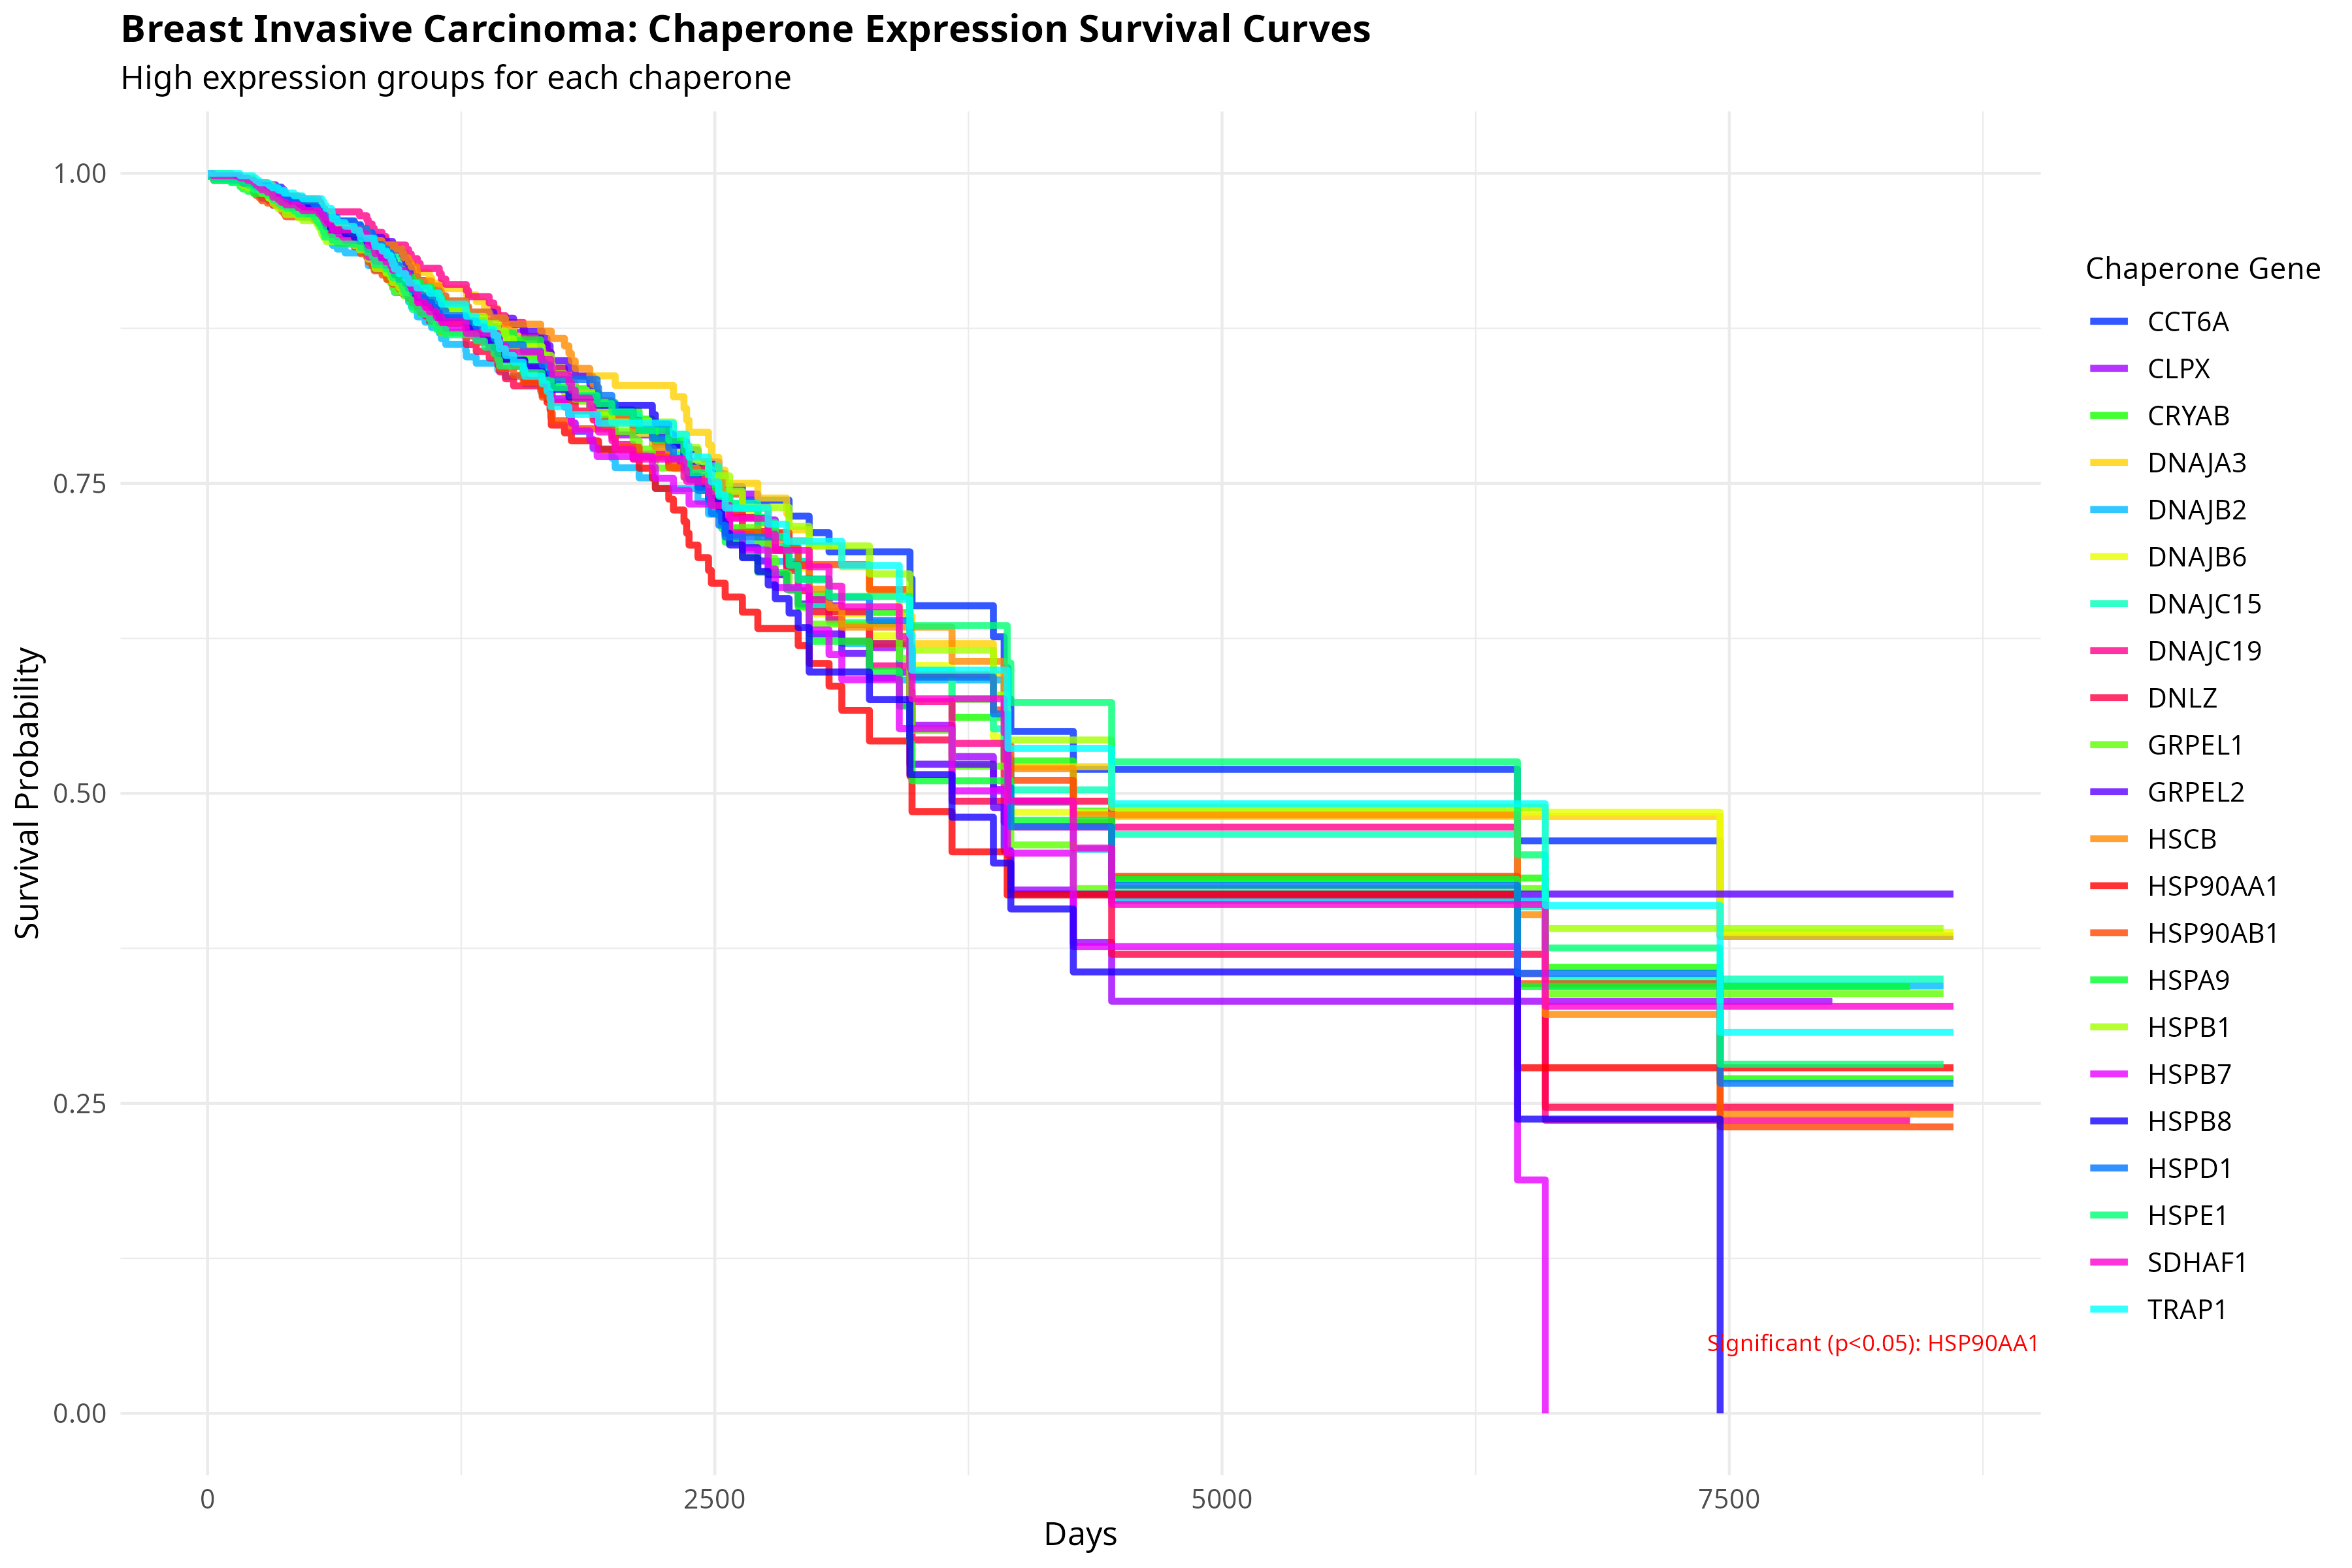 Breast Invasive Carcinoma: Chaperone Expression Survival Curves
High expression groups for each chaperone
Survival Probability
1.00
0.75
0.50
0.25
0.00
0
2500
5000
7500
Days
Chaperone Gene
CCT6A
CLPX
CRYAB
DNAJA3
DNAJB2
DNAJB6
DNAJC15
DNAJC19
DNLZ
GRPEL1
GRPEL2
HSCB
HSP90AA1
HSP90AB1
HSPA9
HSPB1
HSPB7
HSPB8
HSPD1
HSPE1
SDHAF1
TRAP1
Significant (p<0.05): HSP90AA1